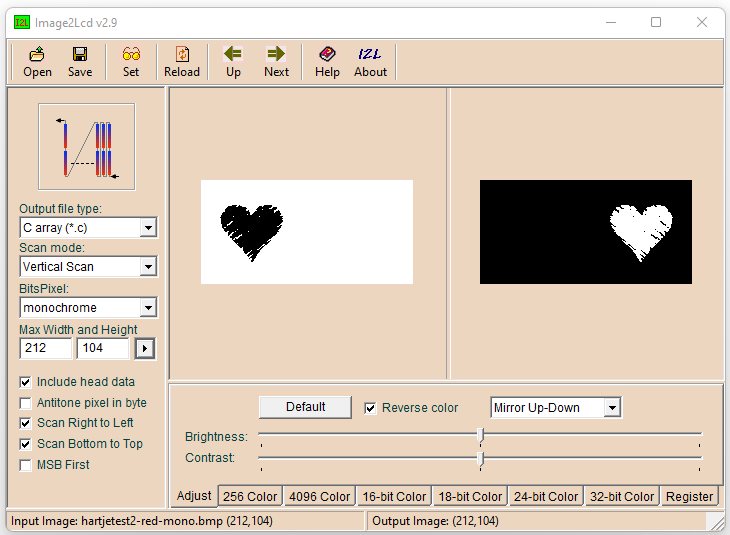 I2L Image2Lcd v2.9
Open Save Set Reload Up Next Help I2L About
Output file type:
C array (*.c)
Scan mode:
Vertical Scan
BitsPixel:
monochrome
Max Width and Height
212 104
Include head data
Antitone pixel in byte
Scan Right to Left
Scan Bottom to Top
MSB First
Default Reverse color Mirror Up-Down
Brightness:
Contrast:
Adjust 256 Color 4096 Color 16-bit Color 18-bit Color 24-bit Color 32-bit Color Register
Input Image: hartjetest2-red-mono.bmp (212,104) Output Image: (212,104)